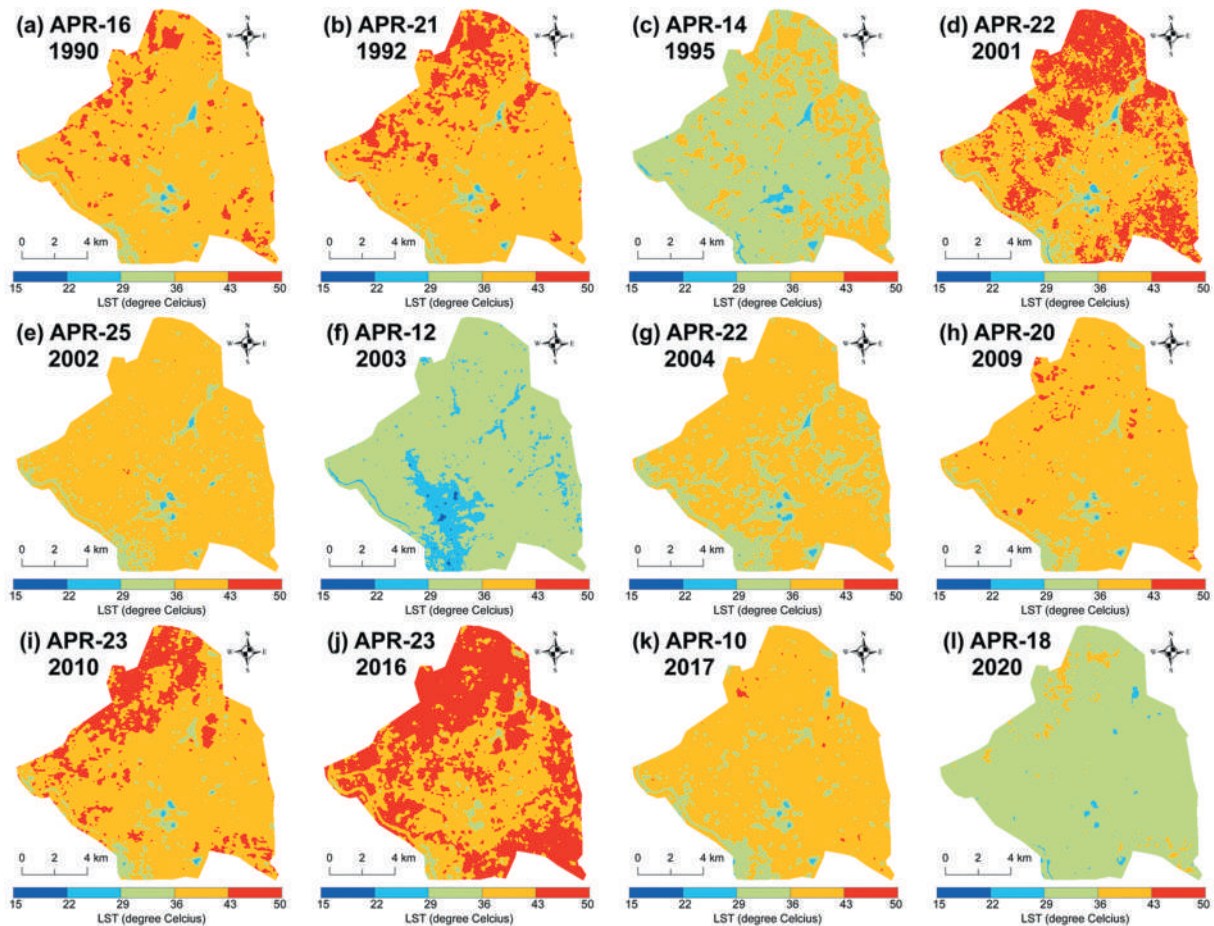 (a) APR-16
1990
N
W E
S
0 2 4 km
15 22 29 36 43 50
LST (degree Celcius)
(b) APR-21
1992
N
W E
S
0 2 4 km
15 22 29 36 43 50
LST (degree Celcius)
(c) APR-14
1995
N
W E
S
0 2 4 km
15 22 29 36 43 50
LST (degree Celcius)
(d) APR-22
2001
N
W E
S
0 2 4 km
15 22 29 36 43 50
LST (degree Celcius)
(e) APR-25
2002
N
W E
S
0 2 4 km
15 22 29 36 43 50
LST (degree Celcius)
(f) APR-12
2003
N
W E
S
0 2 4 km
15 22 29 36 43 50
LST (degree Celcius)
(g) APR-22
2004
N
W E
S
0 2 4 km
15 22 29 36 43 50
LST (degree Celcius)
(h) APR-20
2009
N
W E
S
0 2 4 km
15 22 29 36 43 50
LST (degree Celcius)
(i) APR-23
2010
N
W E
S
0 2 4 km
15 22 29 36 43 50
LST (degree Celcius)
(j) APR-23
2016
N
W E
S
0 2 4 km
15 22 29 36 43 50
LST (degree Celcius)
(k) APR-10
2017
N
W E
S
0 2 4 km
15 22 29 36 43 50
LST (degree Celcius)
(l) APR-18
2020
N
W E
S
0 2 4 km
15 22 29 36 43 50
LST (degree Celcius)